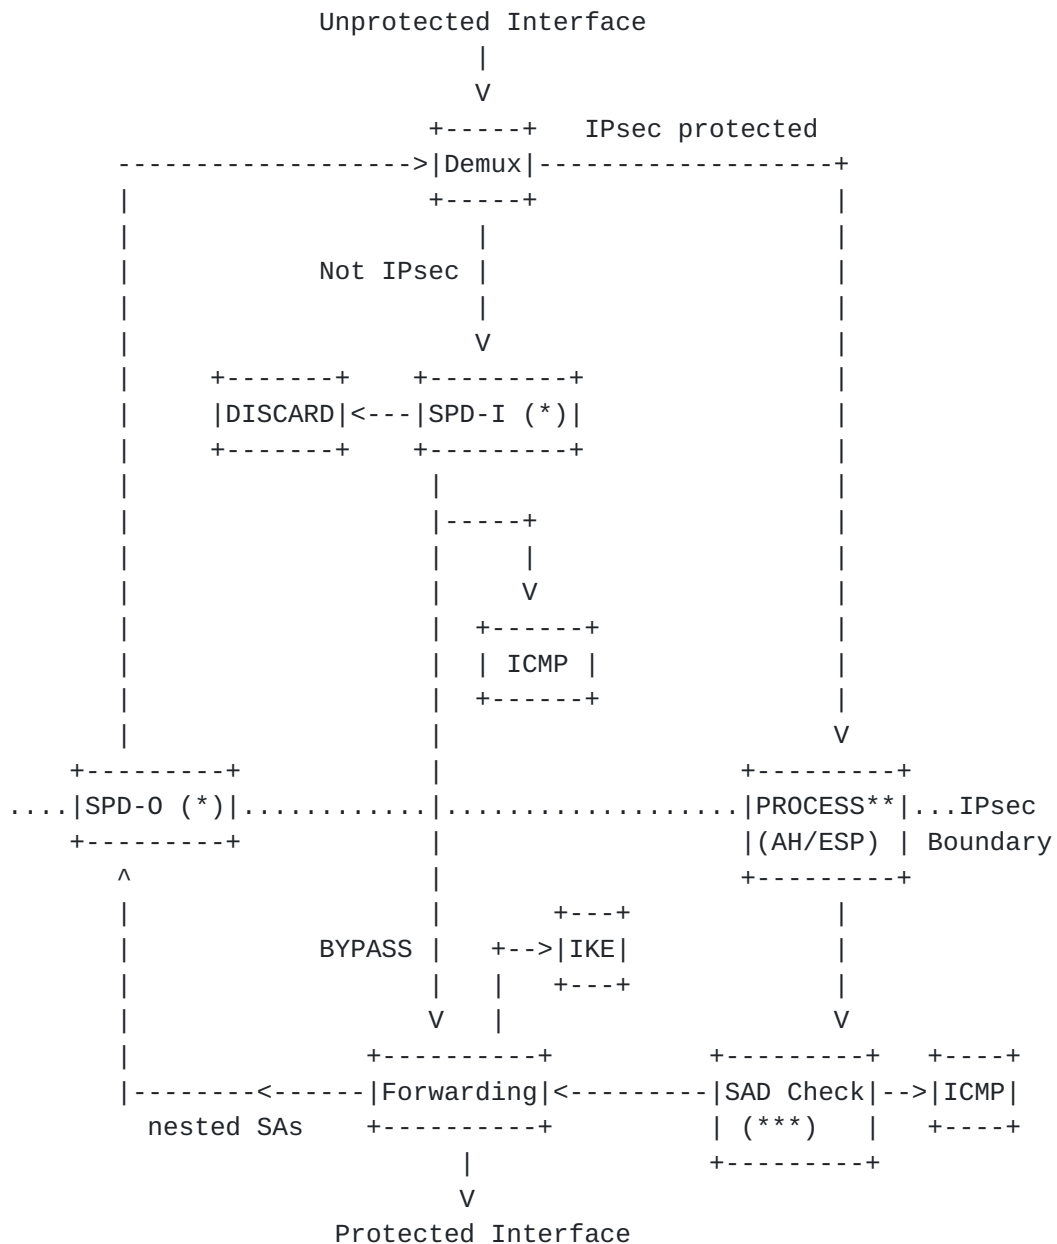 Unprotected Interface
|
V
+-----+   IPsec protected
------------------->|Demux|-------------------+
|                   +-----+                   |
|                      |                      |
|            Not IPsec |                      |
|                      |                      |
|                      V                      |
|     +-------+    +---------+                |
|     |DISCARD|<---|SPD-I (*)|                |
|     +-------+    +---------+                |
|                   |                         |
|                   |-----+                   |
|                   |     |                   |
|                   |     V                   |
|                   |  +------+               |
|                   |  | ICMP |               |
|                   |  +------+               |
|                   |                         V
+---------+            |                   +---------+
....|SPD-O (*)|............|...................|PROCESS**|...IPsec
+---------+            |                   |(AH/ESP) | Boundary
^                   |                   +---------+
|                   |       +---+             |
|            BYPASS |   +-->|IKE|             |
|                   |   |   +---+             |
|                   V   |                     V
|               +----------+          +---------+   +----+
|--------<------|Forwarding|<---------|SAD Check|-->|ICMP|
nested SAs    +----------+          | (***)   |   +----+
|               +---------+
V
Protected Interface